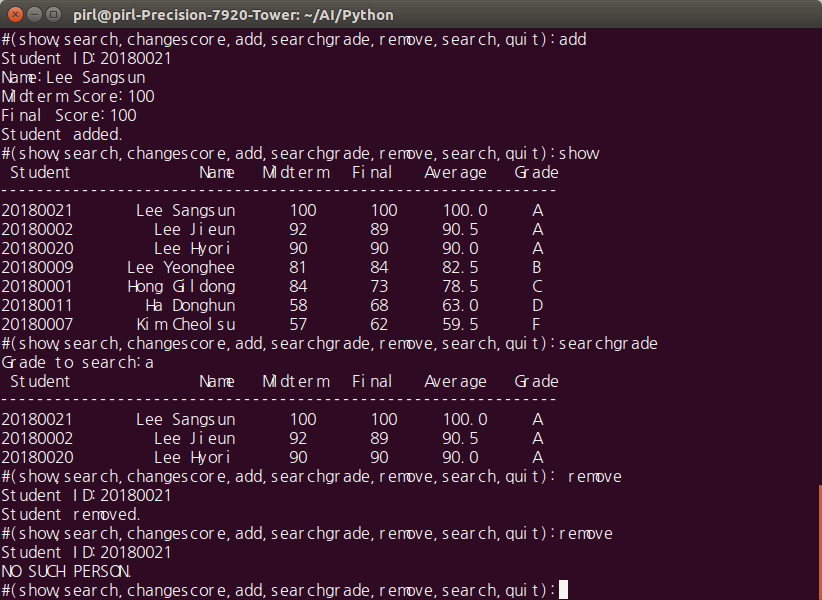 pirl@pirl-Precision-7920-Tower: ~/AI/Python
#(show,search,changescore,add,searchgrade,remove,search,quit):add
Student ID:20180021
Name:Lee Sangsun
Midterm Score:100
Final Score:100
Student added.
#(show,search,changescore,add,searchgrade,remove,search,quit):show
Student Name Midterm Final Average Grade
--------------------------------------------------------------
20180021 Lee Sangsun 100 100 100.0 A
20180002 Lee Jieun 92 89 90.5 A
20180020 Lee Hyori 90 90 90.0 A
20180009 Lee Yeonghee 81 84 82.5 B
20180001 Hong Gildong 84 73 78.5 C
20180011 Ha Donghun 58 68 63.0 D
20180007 Kim Cheolsu 57 62 59.5 F
#(show,search,changescore,add,searchgrade,remove,search,quit):searchgrade
Grade to search:a
Student Name Midterm Final Average Grade
--------------------------------------------------------------
20180021 Lee Sangsun 100 100 100.0 A
20180002 Lee Jieun 92 89 90.5 A
20180020 Lee Hyori 90 90 90.0 A
#(show,search,changescore,add,searchgrade,remove,search,quit): remove
Student ID:20180021
Student removed.
#(show,search,changescore,add,searchgrade,remove,search,quit):remove
Student ID:20180021
NO SUCH PERSON.
#(show,search,changescore,add,searchgrade,remove,search,quit):